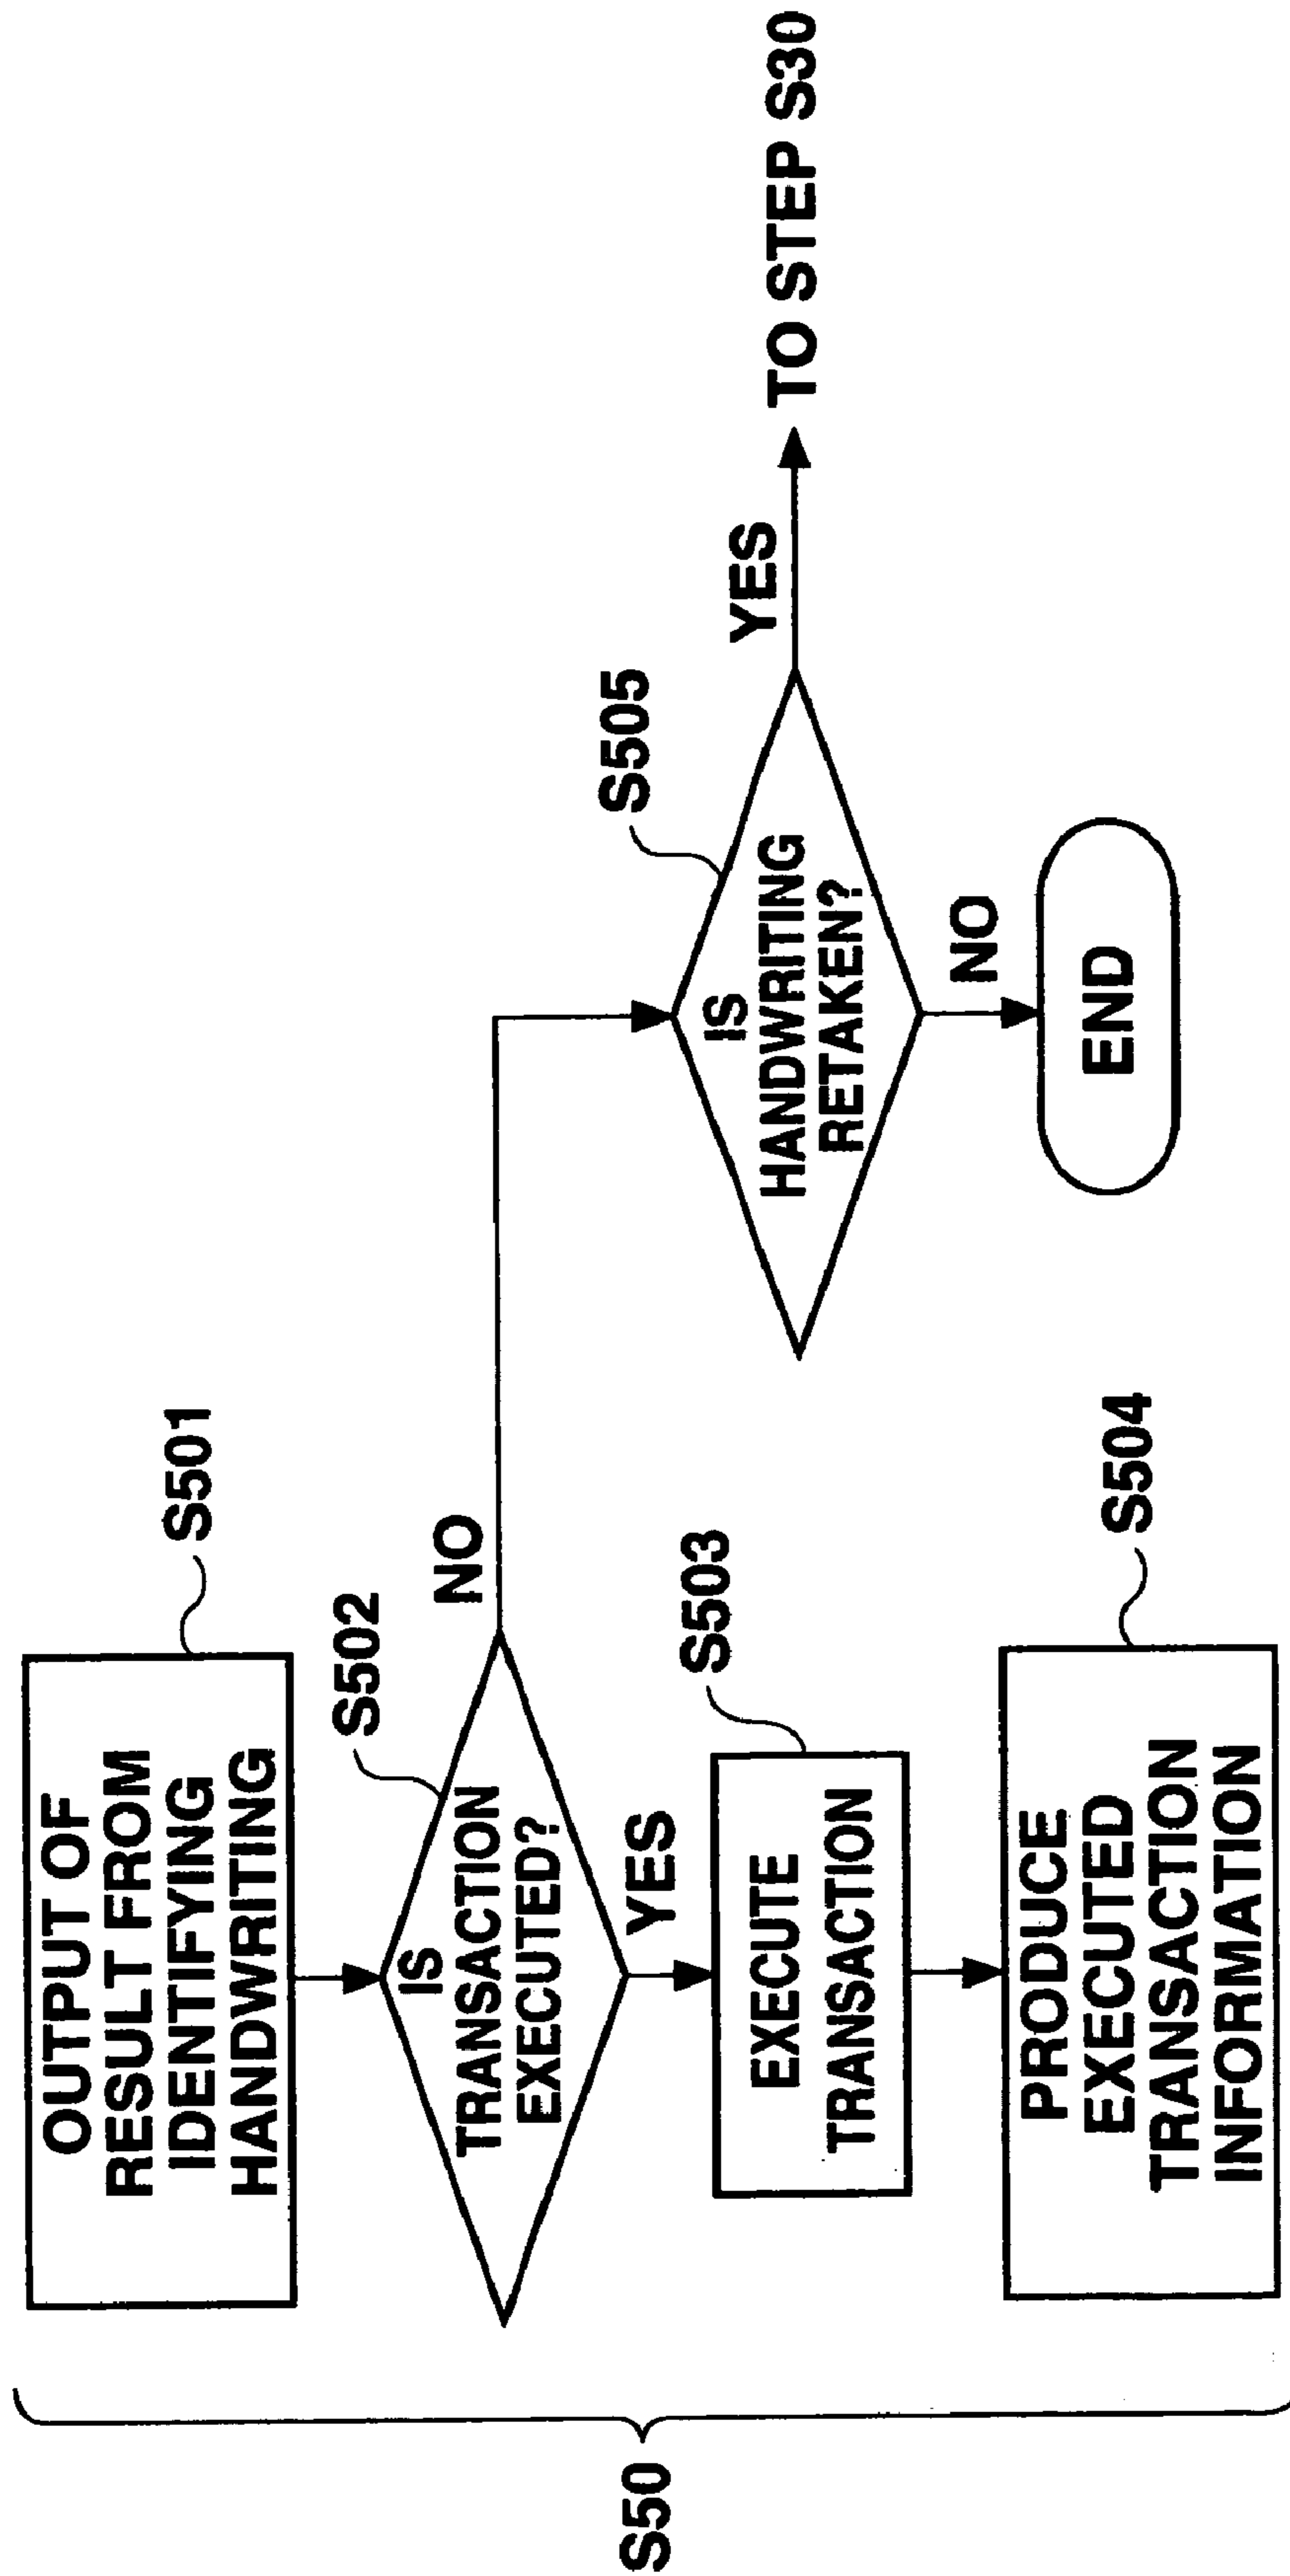 S50
OUTPUT OF
RESULT FROM
IDENTIFYING
HANDWRITING
S501
IS
TRANSACTION
EXECUTED?
S502
NO
YES
EXECUTE
TRANSACTION
S503
PRODUCE
EXECUTED
TRANSACTION
INFORMATION
S504
IS
HANDWRITING
RETAKEN?
S505
YES
TO STEP S30
NO
END